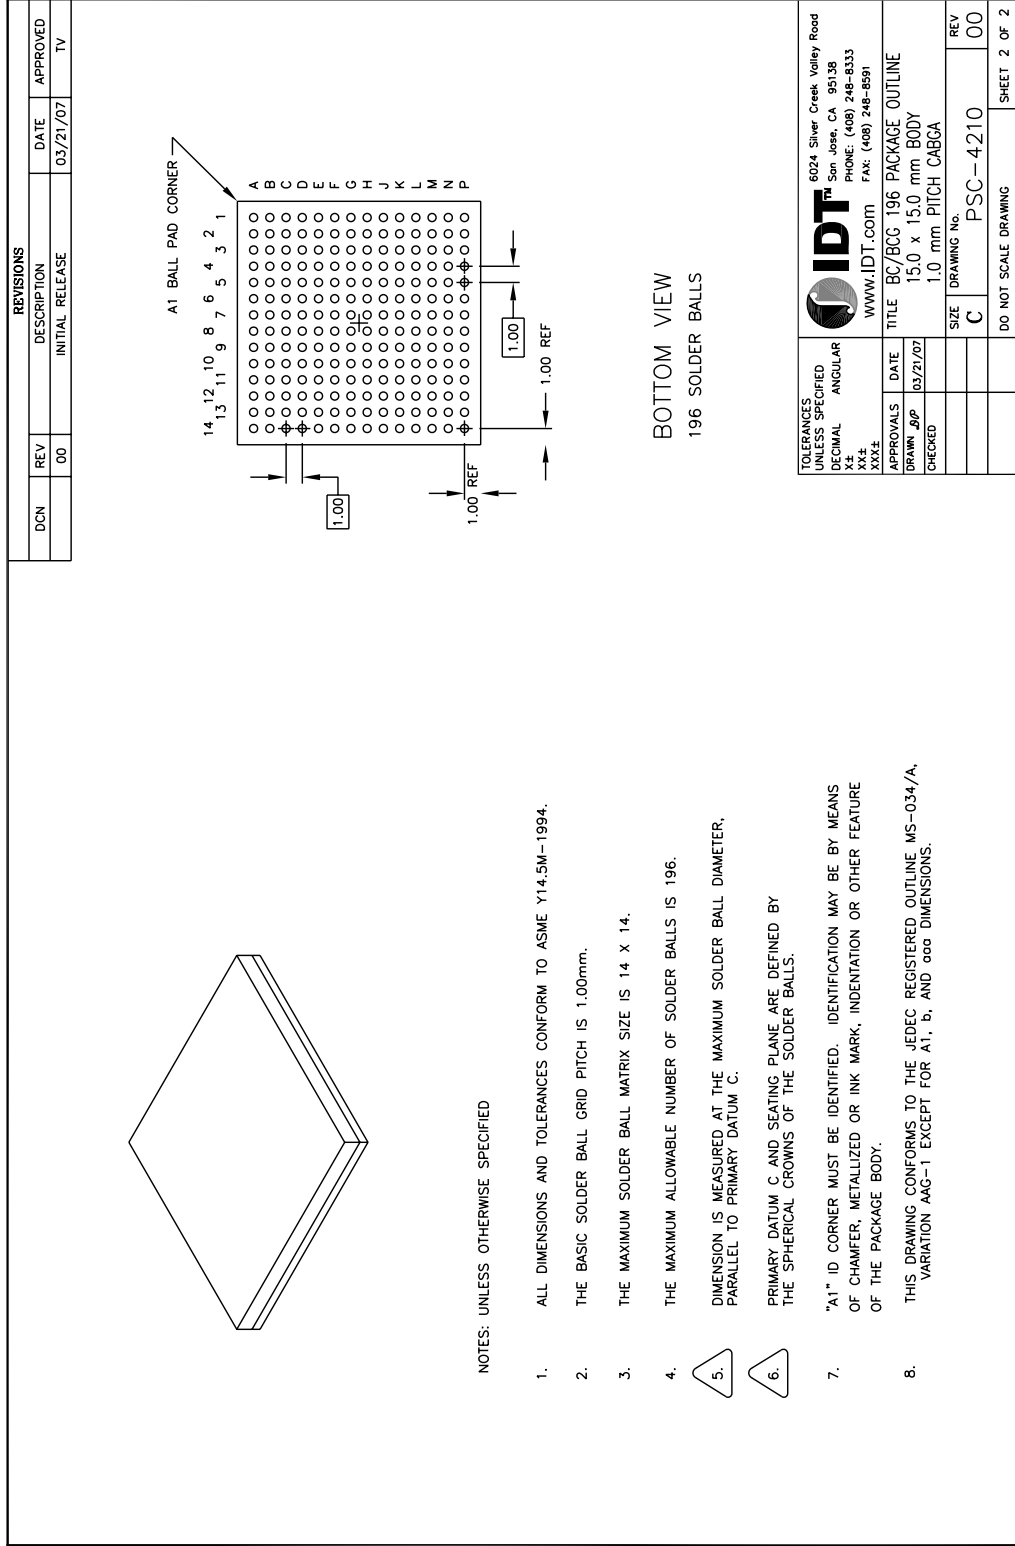 REVISIONS
DCN REV DESCRIPTION DATE APPROVED
00 INITIAL RELEASE 03/21/07 TV
A1 BALL PAD CORNER
14 12 10 8 6 4 2
13 11 9 7 5 3 1
A
B
C
D
E
F
G
H
J
K
L
M
N
P
1.00
1.00 REF
1.00
1.00 REF
BOTTOM VIEW
196 SOLDER BALLS
NOTES: UNLESS OTHERWISE SPECIFIED
1. ALL DIMENSIONS AND TOLERANCES CONFORM TO ASME Y14.5M-1994.
2. THE BASIC SOLDER BALL GRID PITCH IS 1.00mm.
3. THE MAXIMUM SOLDER BALL MATRIX SIZE IS 14 X 14.
4. THE MAXIMUM ALLOWABLE NUMBER OF SOLDER BALLS IS 196.
5. DIMENSION IS MEASURED AT THE MAXIMUM SOLDER BALL DIAMETER,
PARALLEL TO PRIMARY DATUM C.
6. PRIMARY DATUM C AND SEATING PLANE ARE DEFINED BY
THE SPHERICAL CROWNS OF THE SOLDER BALLS.
7. "A1" ID CORNER MUST BE IDENTIFIED. IDENTIFICATION MAY BE BY MEANS
OF CHAMFER, METALLIZED OR INK MARK, INDENTATION OR OTHER FEATURE
OF THE PACKAGE BODY.
8. THIS DRAWING CONFORMS TO THE JEDEC REGISTERED OUTLINE MS-034/A,
VARIATION AAG-1 EXCEPT FOR A1, b, AND aaa DIMENSIONS.
TOLERANCES
UNLESS SPECIFIED
DECIMAL ANGULAR
X±
XX±
XXX±
APPROVALS DATE
DRAWN BP 03/21/07
CHECKED
IDT™
www.IDT.com
6024 Silver Creek Valley Road
San Jose, CA 95138
PHONE: (408) 248-8333
FAX: (408) 248-8591
TITLE BC/BCG 196 PACKAGE OUTLINE
15.0 x 15.0 mm BODY
1.0 mm PITCH CABGA
SIZE DRAWING No. REV
C PSC-4210 00
DO NOT SCALE DRAWING SHEET 2 OF 2